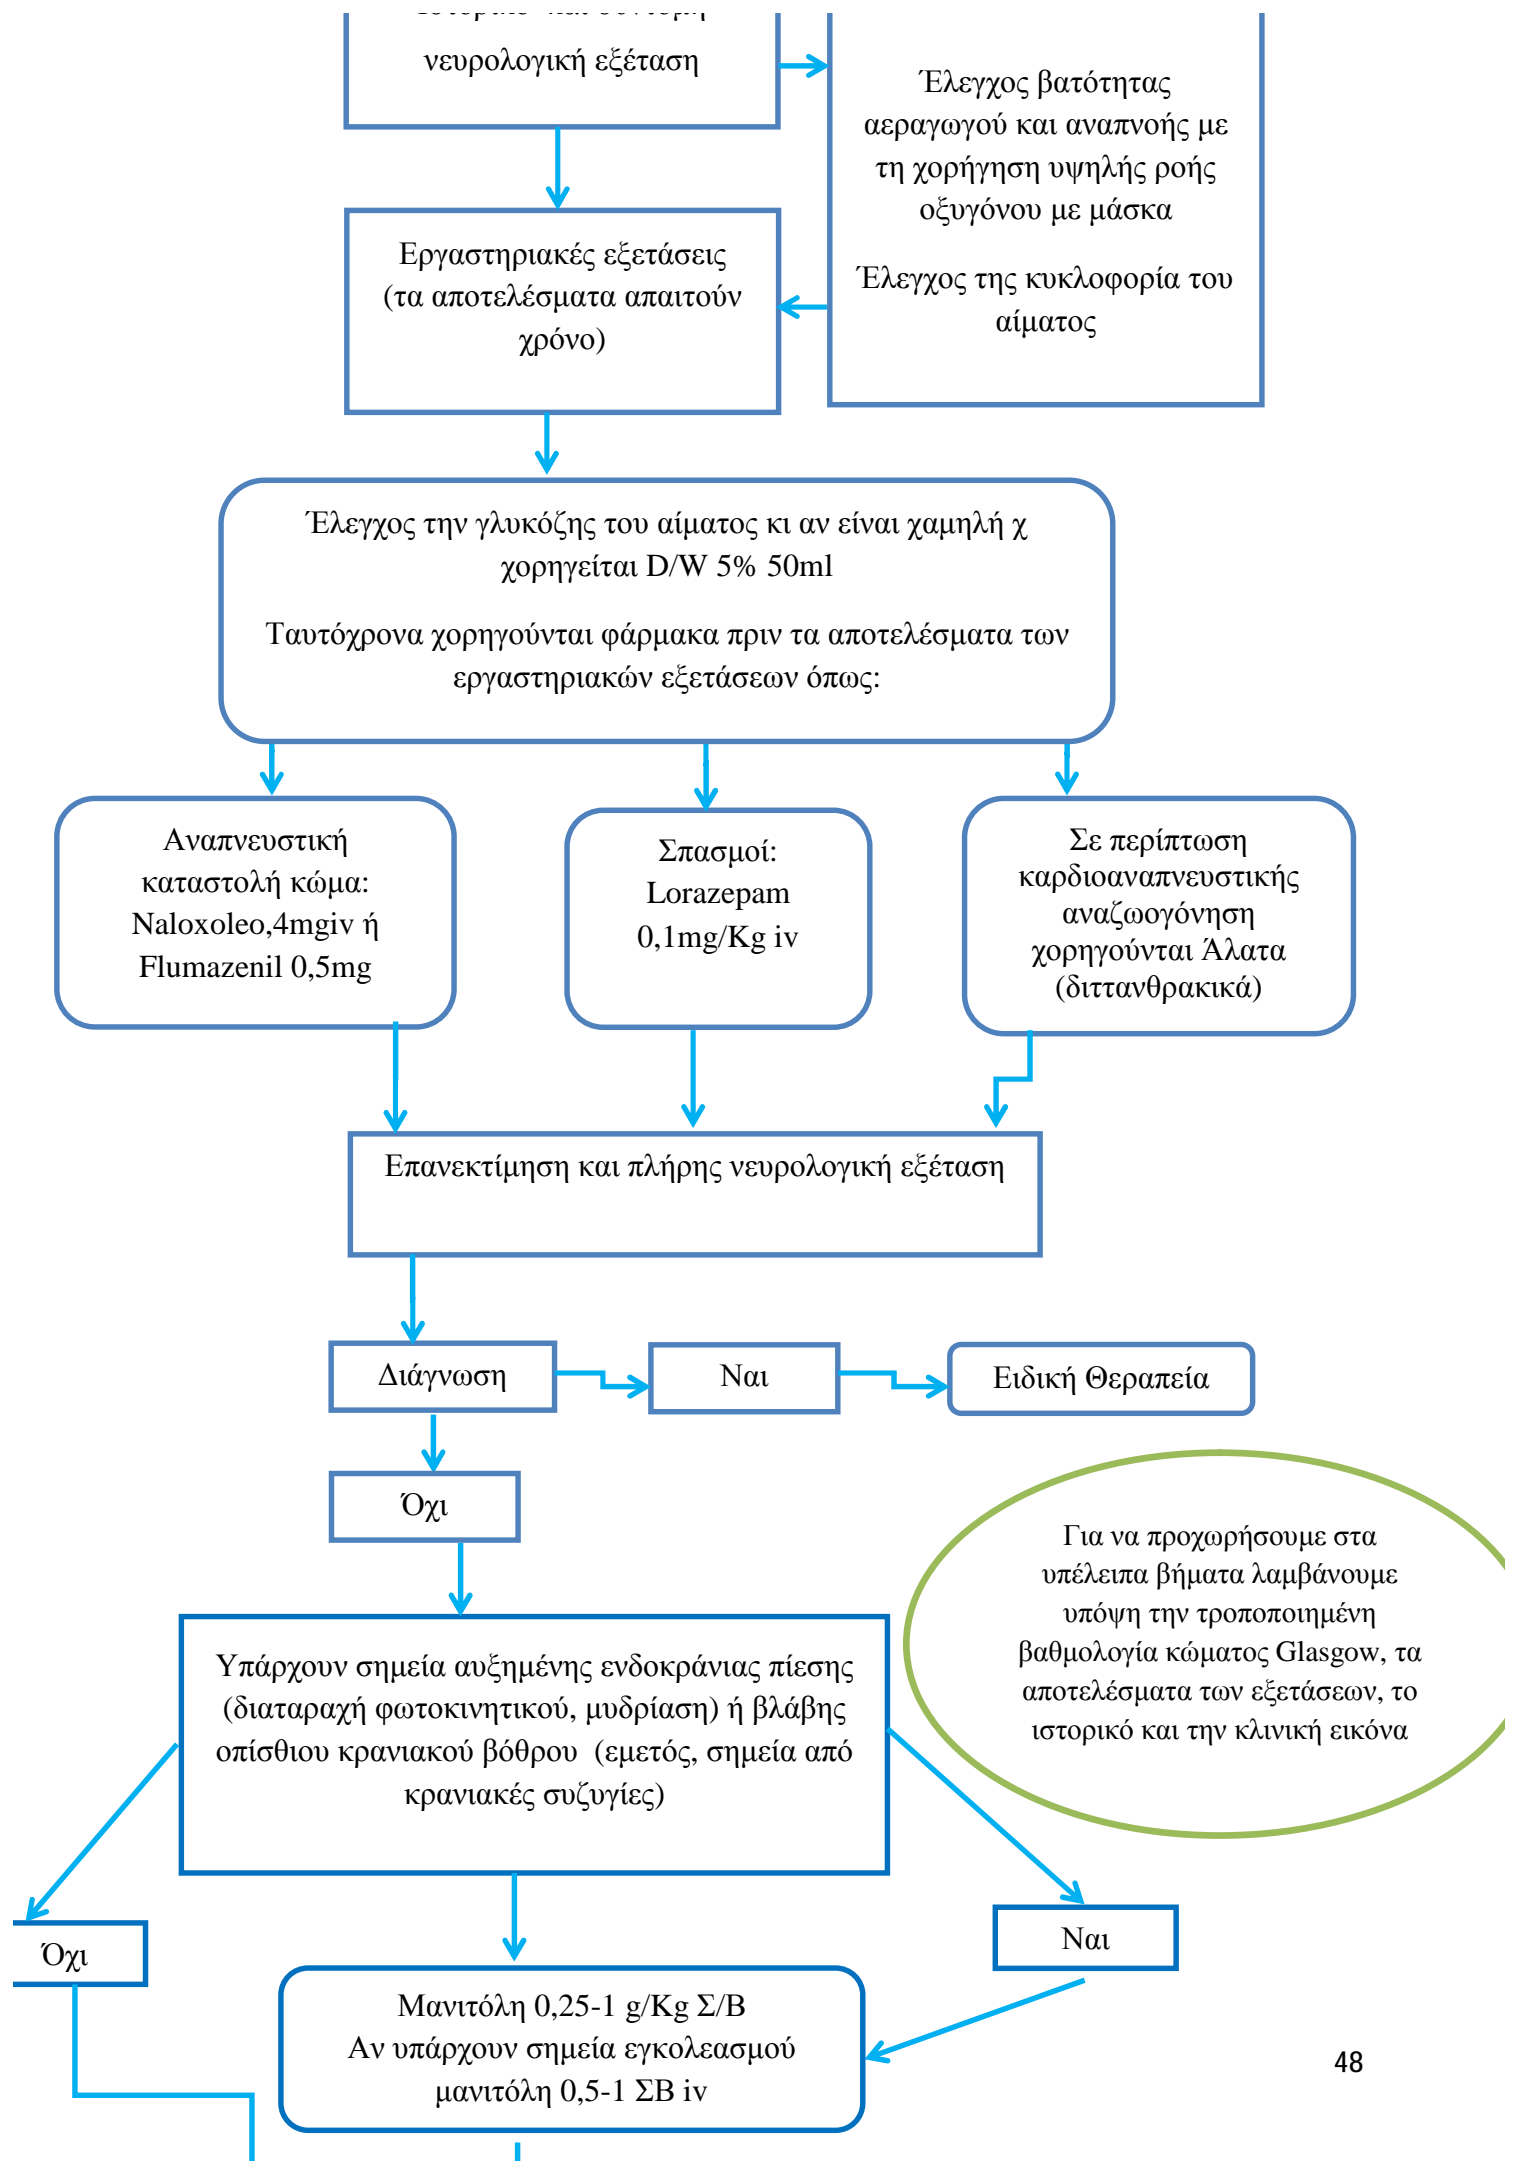 νευρολογική εξέταση
Έλεγχος βατότητας
αεραγωγού και αναπνοής με
τη χορήγηση υψηλής ροής
οξυγόνου με μάσκα
Έλεγχος της κυκλοφορία του
αίματος
Εργαστηριακές εξετάσεις
(τα αποτελέσματα απαιτούν
χρόνο)
Έλεγχος την γλυκόζης του αίματος κι αν είναι χαμηλή χ
χορηγείται D/W 5% 50ml
Ταυτόχρονα χορηγούνται φάρμακα πριν τα αποτελέσματα των
εργαστηριακών εξετάσεων όπως:
Αναπνευστική
καταστολή κώμα:
Naloxoleo,4mgiv ή
Flumazenil 0,5mg
Σπασμοί:
Lorazepam
0,1mg/Kg iv
Σε περίπτωση
καρδιοαναπνευστικής
αναζωογόνηση
χορηγούνται Άλατα
(διττανθρακικά)
Επανεκτίμηση και πλήρης νευρολογική εξέταση
Διάγνωση
Ναι
Ειδική Θεραπεία
Όχι
Για να προχωρήσουμε στα
υπέλειπα βήματα λαμβάνουμε
υπόψη την τροποποιημένη
βαθμολογία κώματος Glasgow, τα
αποτελέσματα των εξετάσεων, το
ιστορικό και την κλινική εικόνα
Υπάρχουν σημεία αυξημένης ενδοκράνιας πίεσης
(διαταραχή φωτοκινητικού, μυδρίαση) ή βλάβης
οπίσθιου κρανιακού βόθρου (εμετός, σημεία από
κρανιακές συζυγίες)
Όχι
Ναι
Μανιτόλη 0,25-1 g/Kg Σ/Β
Αν υπάρχουν σημεία εγκολεασμού
μανιτόλη 0,5-1 ΣΒ iv
48